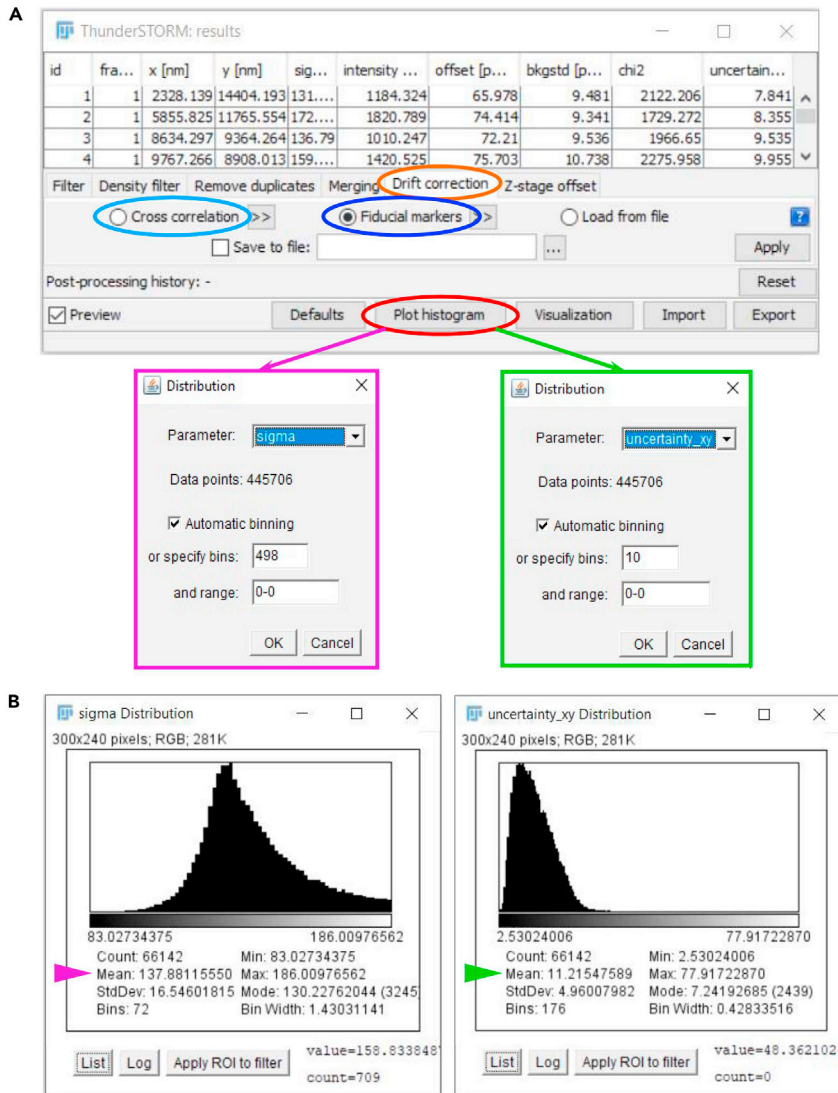 A
ThunderSTORM: results
id fra... x [nm] y [nm] sig... intensity ... offset [p... bkgstd [p... chi2 uncertain...
1 1 2328.139 14404.193 131.... 1184.324 65.978 9.481 2122.206 7.841
2 1 5855.825 11765.554 172.... 1820.789 74.414 9.341 1729.272 8.355
3 1 8634.297 9364.264 136.79 1010.247 72.21 9.536 1966.65 9.535
4 1 9767.266 8908.013 159.... 1420.525 75.703 10.738 2275.958 9.955
Filter Density filter Remove duplicates Merging Drift correction Z-stage offset
Cross correlation >> Fiducial markers >> Load from file ?
Save to file: ... Apply
Post-processing history: - Reset
Preview Defaults Plot histogram Visualization Import Export
Distribution
Parameter: sigma
Data points: 445706
Automatic binning
or specify bins: 498
and range: 0-0
OK Cancel
Distribution
Parameter: uncertainty_xy
Data points: 445706
Automatic binning
or specify bins: 10
and range: 0-0
OK Cancel
B
sigma Distribution
300x240 pixels; RGB; 281K
83.02734375 186.00976562
Count: 66142 Min: 83.02734375
Mean: 137.88115550 Max: 186.00976562
StdDev: 16.54601815 Mode: 130.22762044 (3245)
Bins: 72 Bin Width: 1.43031141
List Log Apply ROI to filter value=158.833848
count=709
uncertainty_xy Distribution
300x240 pixels; RGB; 281K
2.53024006 77.91722870
Count: 66142 Min: 2.53024006
Mean: 11.21547589 Max: 77.91722870
StdDev: 4.96007982 Mode: 7.24192685 (2439)
Bins: 176 Bin Width: 0.42833516
List Log Apply ROI to filter value=48.362102
count=0